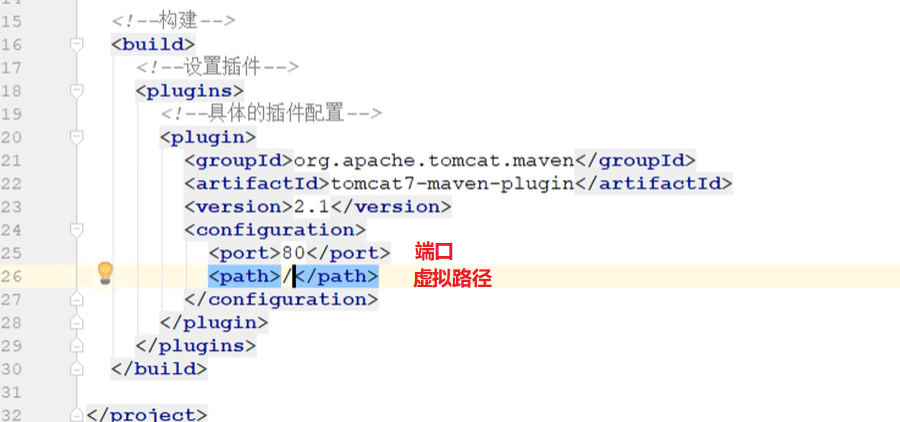 15 <!--构建-->
16 <build>
17 <!--设置插件-->
18 <plugins>
19 <!--具体的插件配置-->
20 <plugin>
21 <groupId>org.apache.tomcat.maven</groupId>
22 <artifactId>tomcat7-maven-plugin</artifactId>
23 <version>2.1</version>
24 <configuration>
25 <port>80</port> 端口
26 <path>/</path> 虚拟路径
27 </configuration>
28 </plugin>
29 </plugins>
30 </build>
31
32 </project>